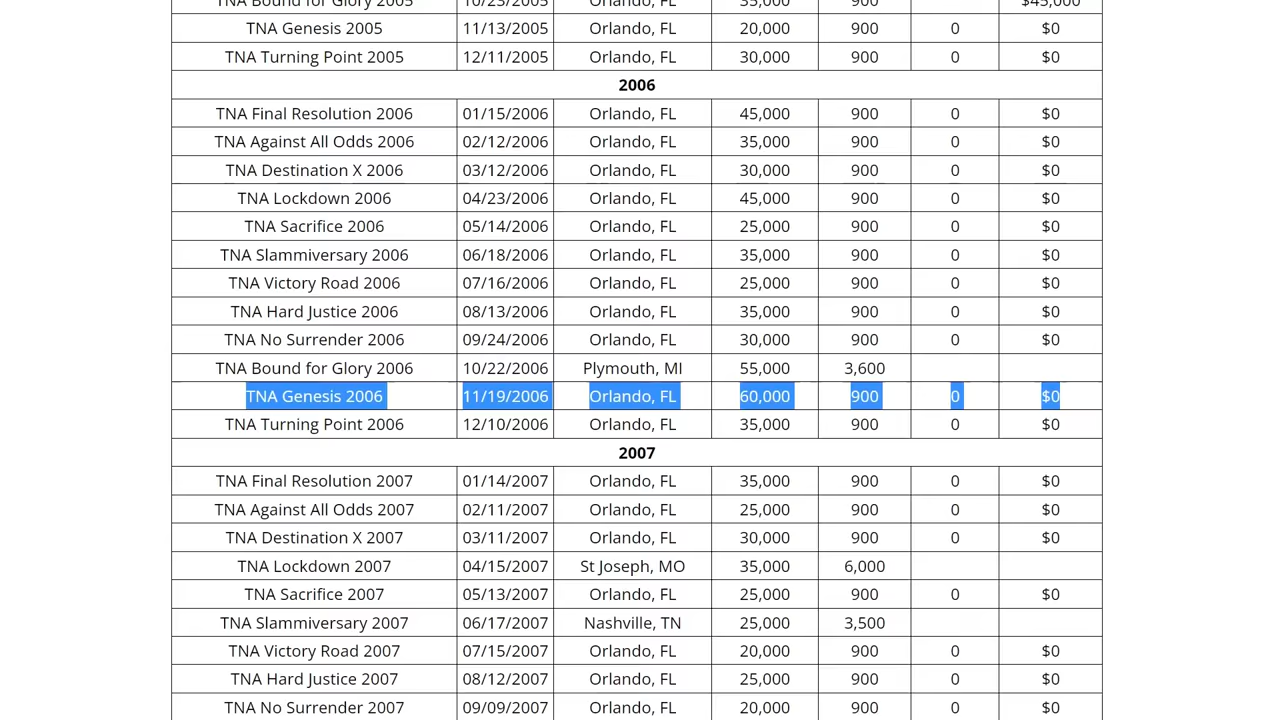 TNA Bound for Glory 2005 10/23/2005 Orlando, FL 35,000 900 $45,000
TNA Genesis 2005 11/13/2005 Orlando, FL 20,000 900 0 $0
TNA Turning Point 2005 12/11/2005 Orlando, FL 30,000 900 0 $0
2006
TNA Final Resolution 2006 01/15/2006 Orlando, FL 45,000 900 0 $0
TNA Against All Odds 2006 02/12/2006 Orlando, FL 35,000 900 0 $0
TNA Destination X 2006 03/12/2006 Orlando, FL 30,000 900 0 $0
TNA Lockdown 2006 04/23/2006 Orlando, FL 45,000 900 0 $0
TNA Sacrifice 2006 05/14/2006 Orlando, FL 25,000 900 0 $0
TNA Slammiversary 2006 06/18/2006 Orlando, FL 35,000 900 0 $0
TNA Victory Road 2006 07/16/2006 Orlando, FL 25,000 900 0 $0
TNA Hard Justice 2006 08/13/2006 Orlando, FL 35,000 900 0 $0
TNA No Surrender 2006 09/24/2006 Orlando, FL 30,000 900 0 $0
TNA Bound for Glory 2006 10/22/2006 Plymouth, MI 55,000 3,600
TNA Genesis 2006 11/19/2006 Orlando, FL 60,000 900 0 $0
TNA Turning Point 2006 12/10/2006 Orlando, FL 35,000 900 0 $0
2007
TNA Final Resolution 2007 01/14/2007 Orlando, FL 35,000 900 0 $0
TNA Against All Odds 2007 02/11/2007 Orlando, FL 25,000 900 0 $0
TNA Destination X 2007 03/11/2007 Orlando, FL 30,000 900 0 $0
TNA Lockdown 2007 04/15/2007 St Joseph, MO 35,000 6,000
TNA Sacrifice 2007 05/13/2007 Orlando, FL 25,000 900 0 $0
TNA Slammiversary 2007 06/17/2007 Nashville, TN 25,000 3,500
TNA Victory Road 2007 07/15/2007 Orlando, FL 20,000 900 0 $0
TNA Hard Justice 2007 08/12/2007 Orlando, FL 25,000 900 0 $0
TNA No Surrender 2007 09/09/2007 Orlando, FL 20,000 900 0 $0